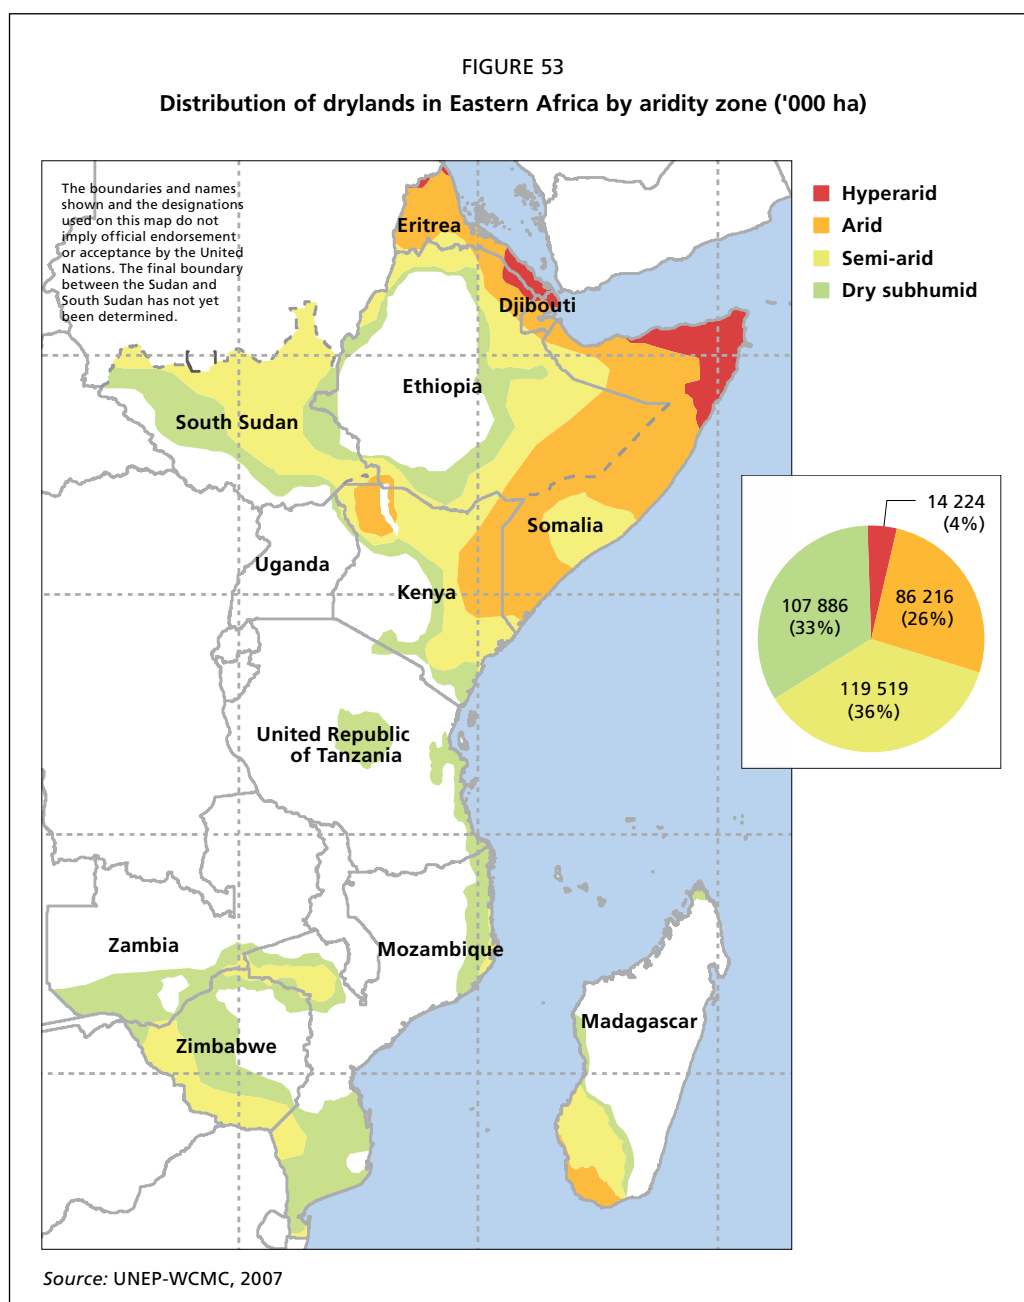 FIGURE 53
Distribution of drylands in Eastern Africa by aridity zone ('000 ha)
The boundaries and names
shown and the designations
used on this map do not
imply official endorsement
or acceptance by the United
Nations. The final boundary
between the Sudan and
South Sudan has not yet
been determined.
Hyperarid
Arid
Semi-arid
Dry subhumid
Eritrea
Djibouti
Ethiopia
South Sudan
Somalia
Uganda
Kenya
United Republic
of Tanzania
Zambia
Mozambique
Madagascar
Zimbabwe
14 224
(4%)
86 216
(26%)
107 886
(33%)
119 519
(36%)
Source: UNEP-WCMC, 2007